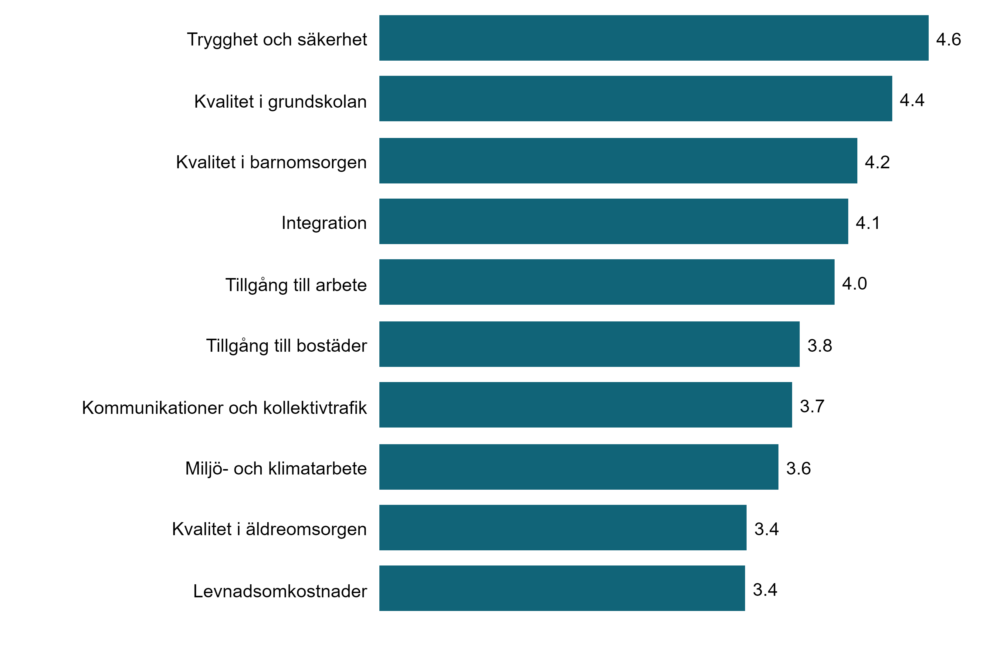 Trygghet och säkerhet 4.6
Kvalitet i grundskolan 4.4
Kvalitet i barnomsorgen 4.2
Integration 4.1
Tillgång till arbete 4.0
Tillgång till bostäder 3.8
Kommunikationer och kollektivtrafik 3.7
Miljö- och klimatarbete 3.6
Kvalitet i äldreomsorgen 3.4
Levnadsomkostnader 3.4